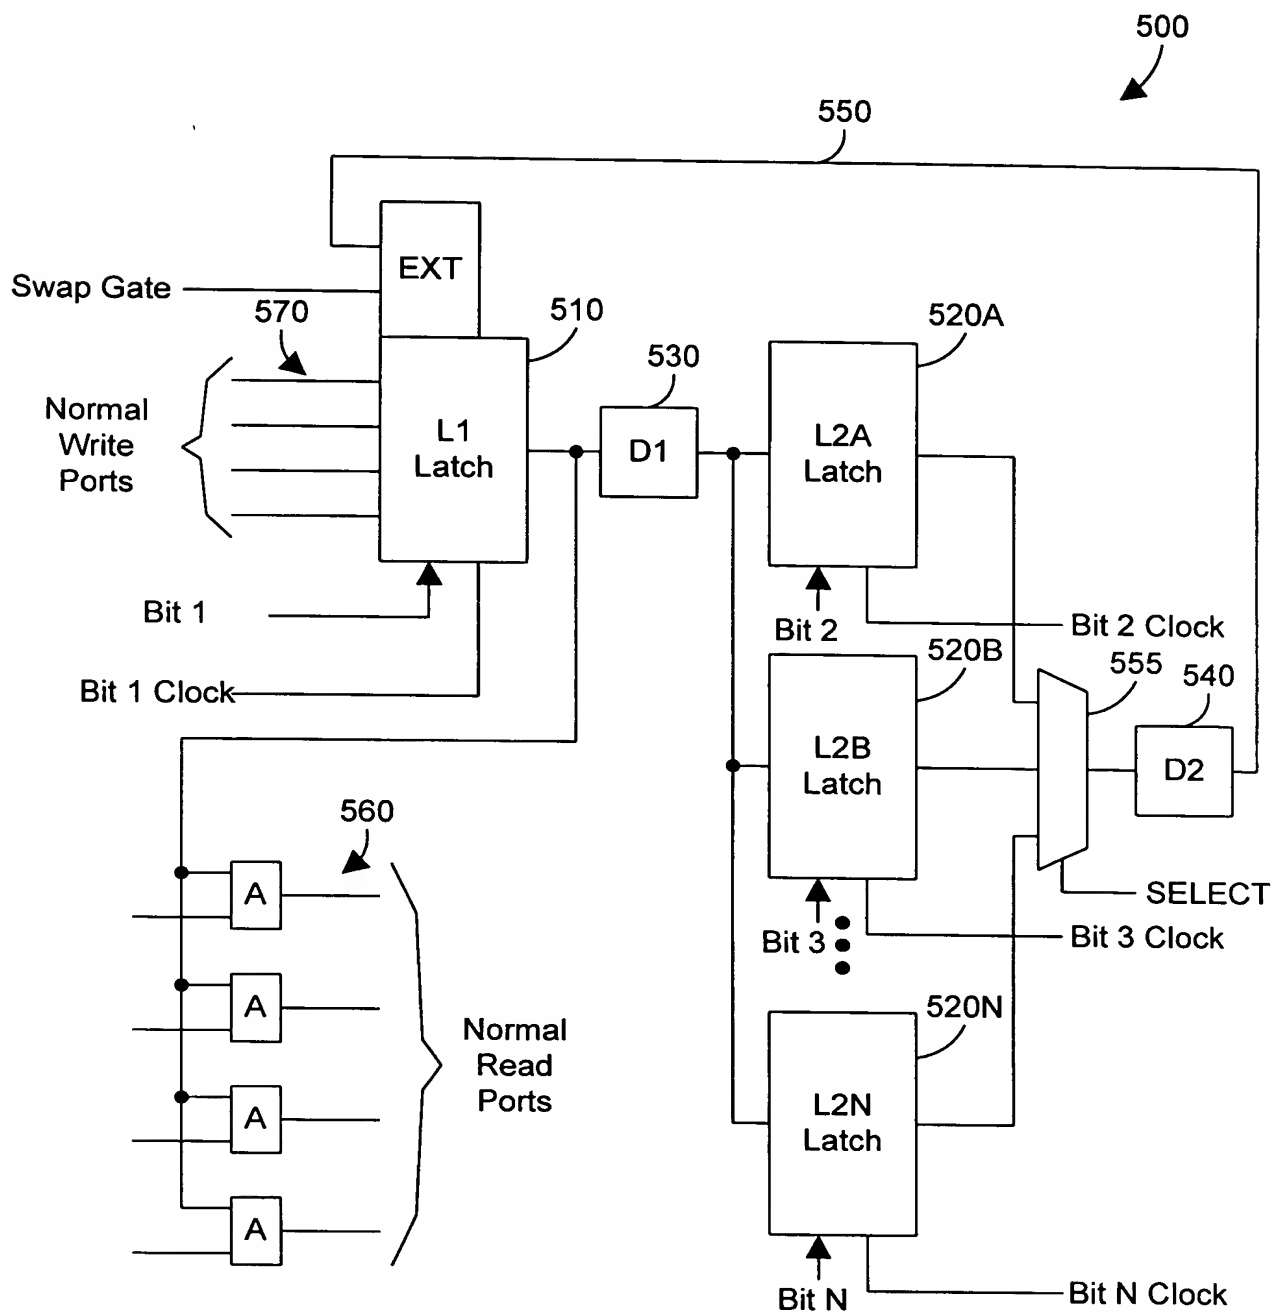 500
550
EXT
Swap Gate
570
510
520A
530
Normal
Write
Ports
L1
Latch
D1
L2A
Latch
Bit 1
Bit 2
Bit 2 Clock
520B
555
540
Bit 1 Clock
L2B
Latch
D2
560
A
SELECT
Bit 3
Bit 3 Clock
A
520N
Normal
Read
Ports
A
L2N
Latch
A
Bit N
Bit N Clock